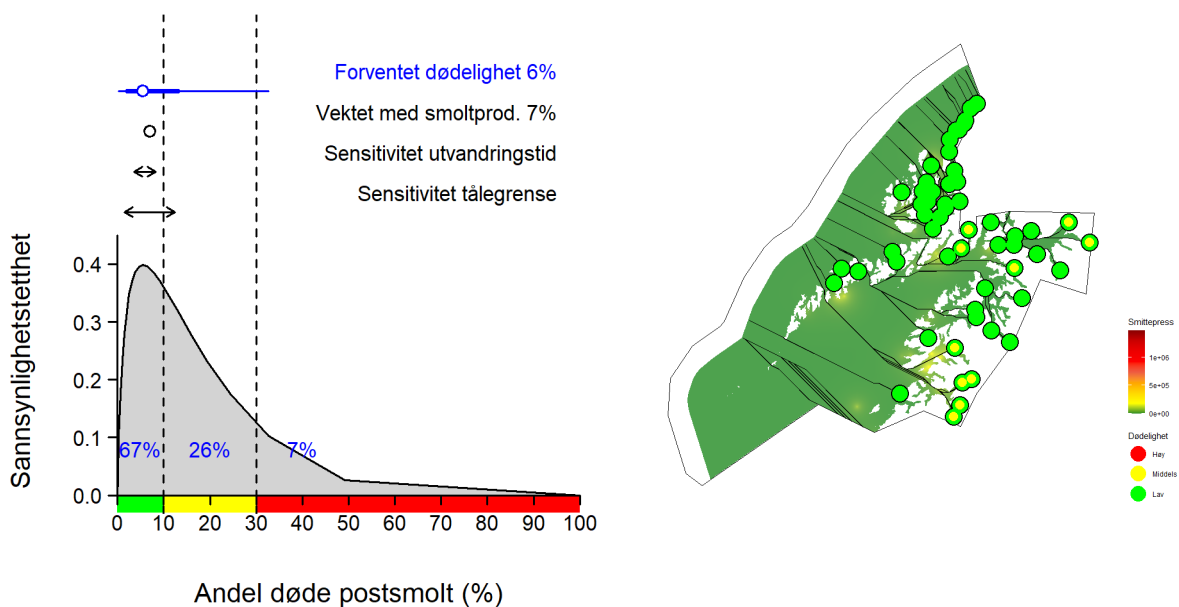 Forventet dødelighet 6%
Vektet med smoltprod. 7%
Sensitivitet utvandringstid
Sensitivitet tålegrense
Sannsynlighetstetthet
0.4
0.3
0.2
0.1
0.0
67% 26% 7%
0 10 20 30 40 50 60 70 80 90 100
Andel døde postsmolt (%)
Smittepress
1e+06
5e+05
0e+00
Dødelighet
Høy
Middels
Lav